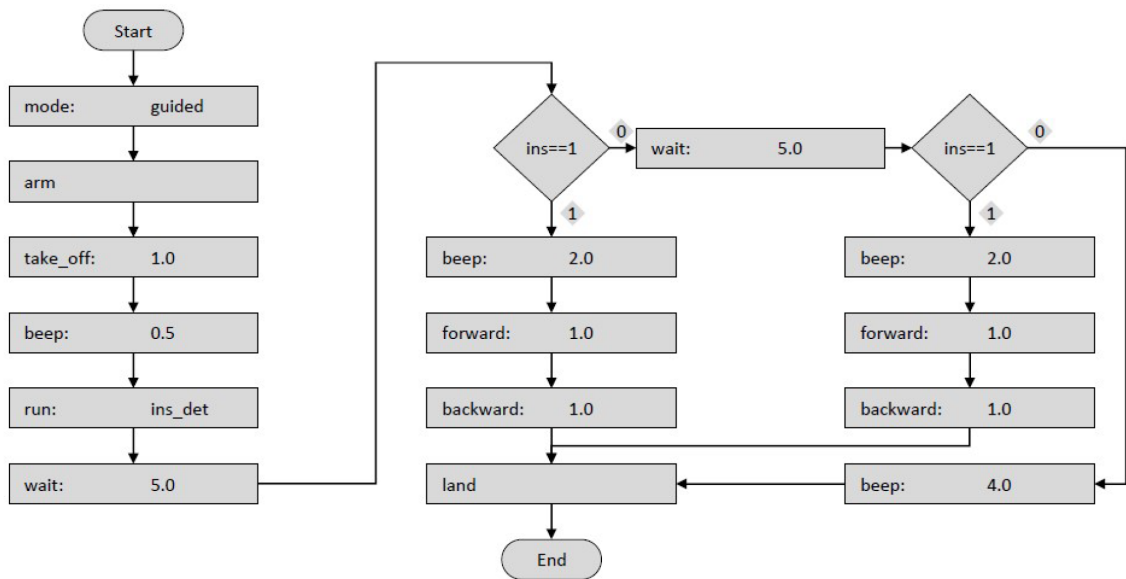 Start
mode: guided
arm
take_off: 1.0
beep: 0.5
run: ins_det
wait: 5.0
ins==1
0
1
wait: 5.0
ins==1
0
1
beep: 2.0
forward: 1.0
backward: 1.0
beep: 2.0
forward: 1.0
backward: 1.0
beep: 4.0
land
End